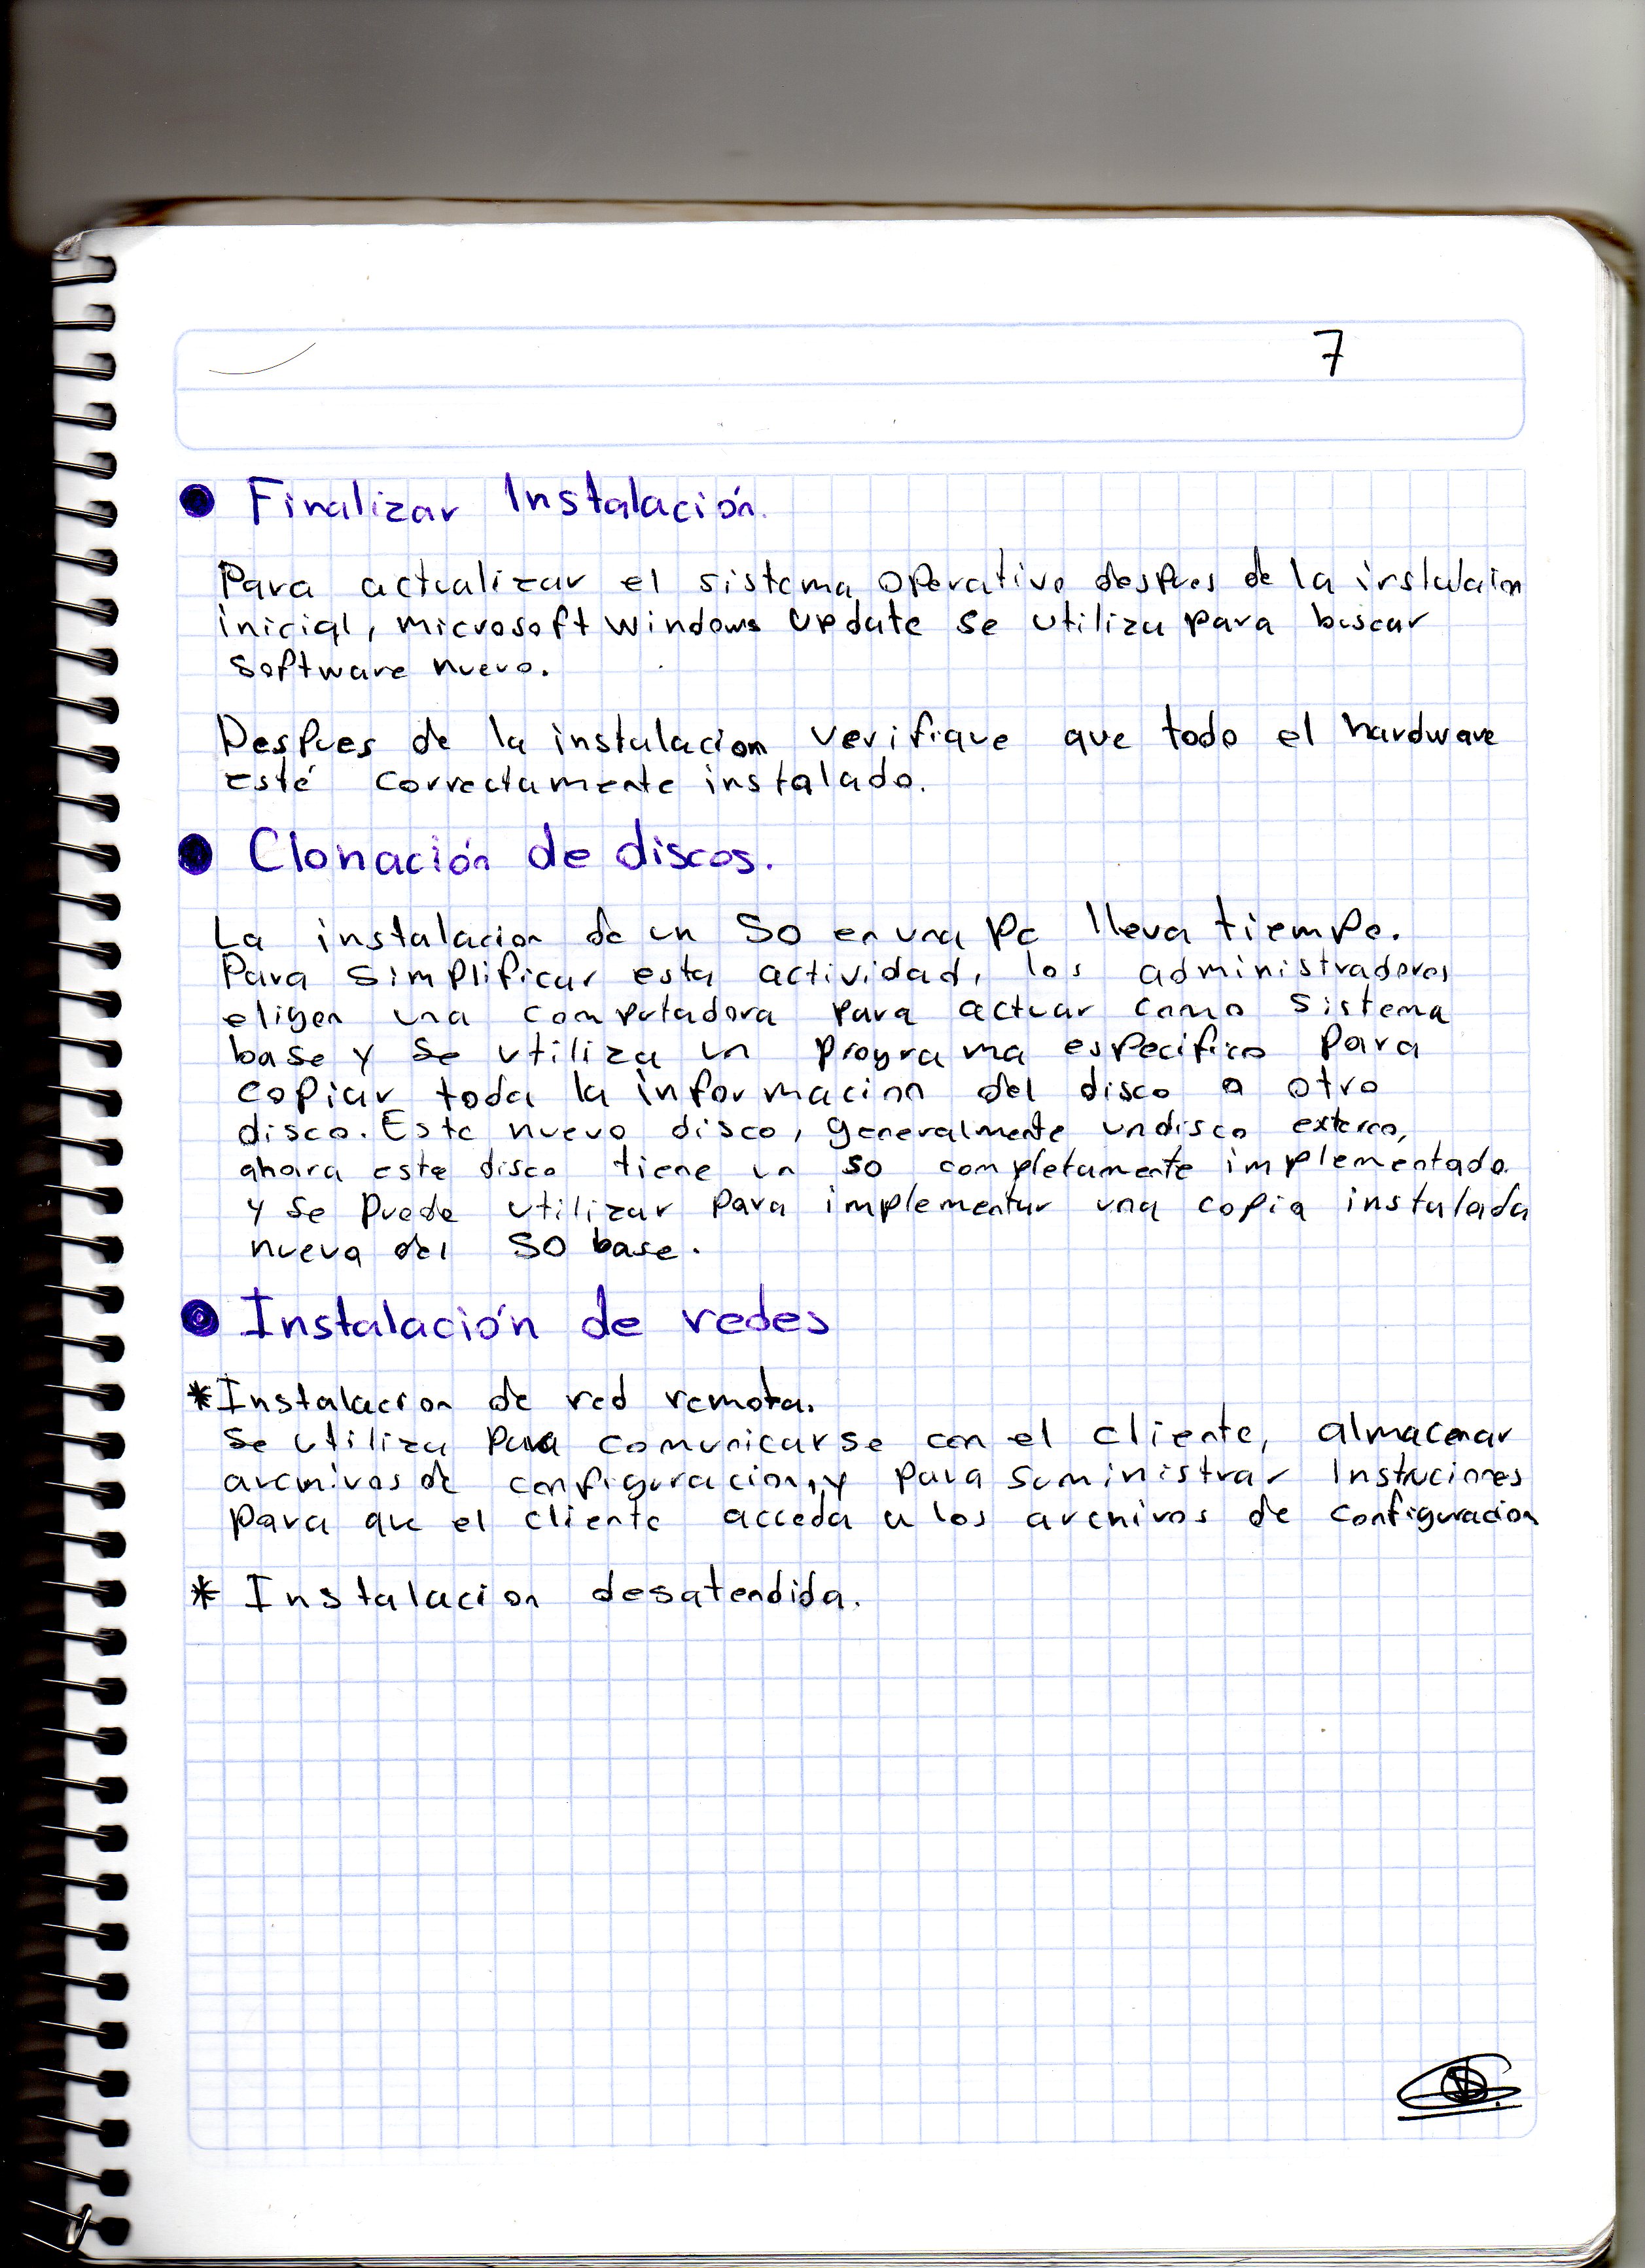 7
● Finalizar Instalación.
Para actualizar el sistema operativo despues de la instalacion
inicial, microsoft windows update se utiliza para buscar
software nuevo.
Despues de la instalacion verifique que todo el hardware
esté correctamente instalado.
● Clonación de discos.
La instalacion de un SO en una Pc lleva tiempo.
Para simplificar esta actividad, los administradores
eligen una computadora para actuar como sistema
base y se utiliza un programa especifico para
copiar toda la informacion del disco a otro
disco. Este nuevo disco, generalmente un disco externo,
ahora este disco tiene un so completamente implementado
y se puede utilizar para implementar una copia instalada
nueva del SO base.
● Instalación de redes
*Instalacion de red remota.
Se utiliza para comunicarse con el cliente, almacenar
archivos de configuracion, y para suministrar Instruciones
para que el cliente acceda a los archivos de configuracion
* Instalacion desatendida.